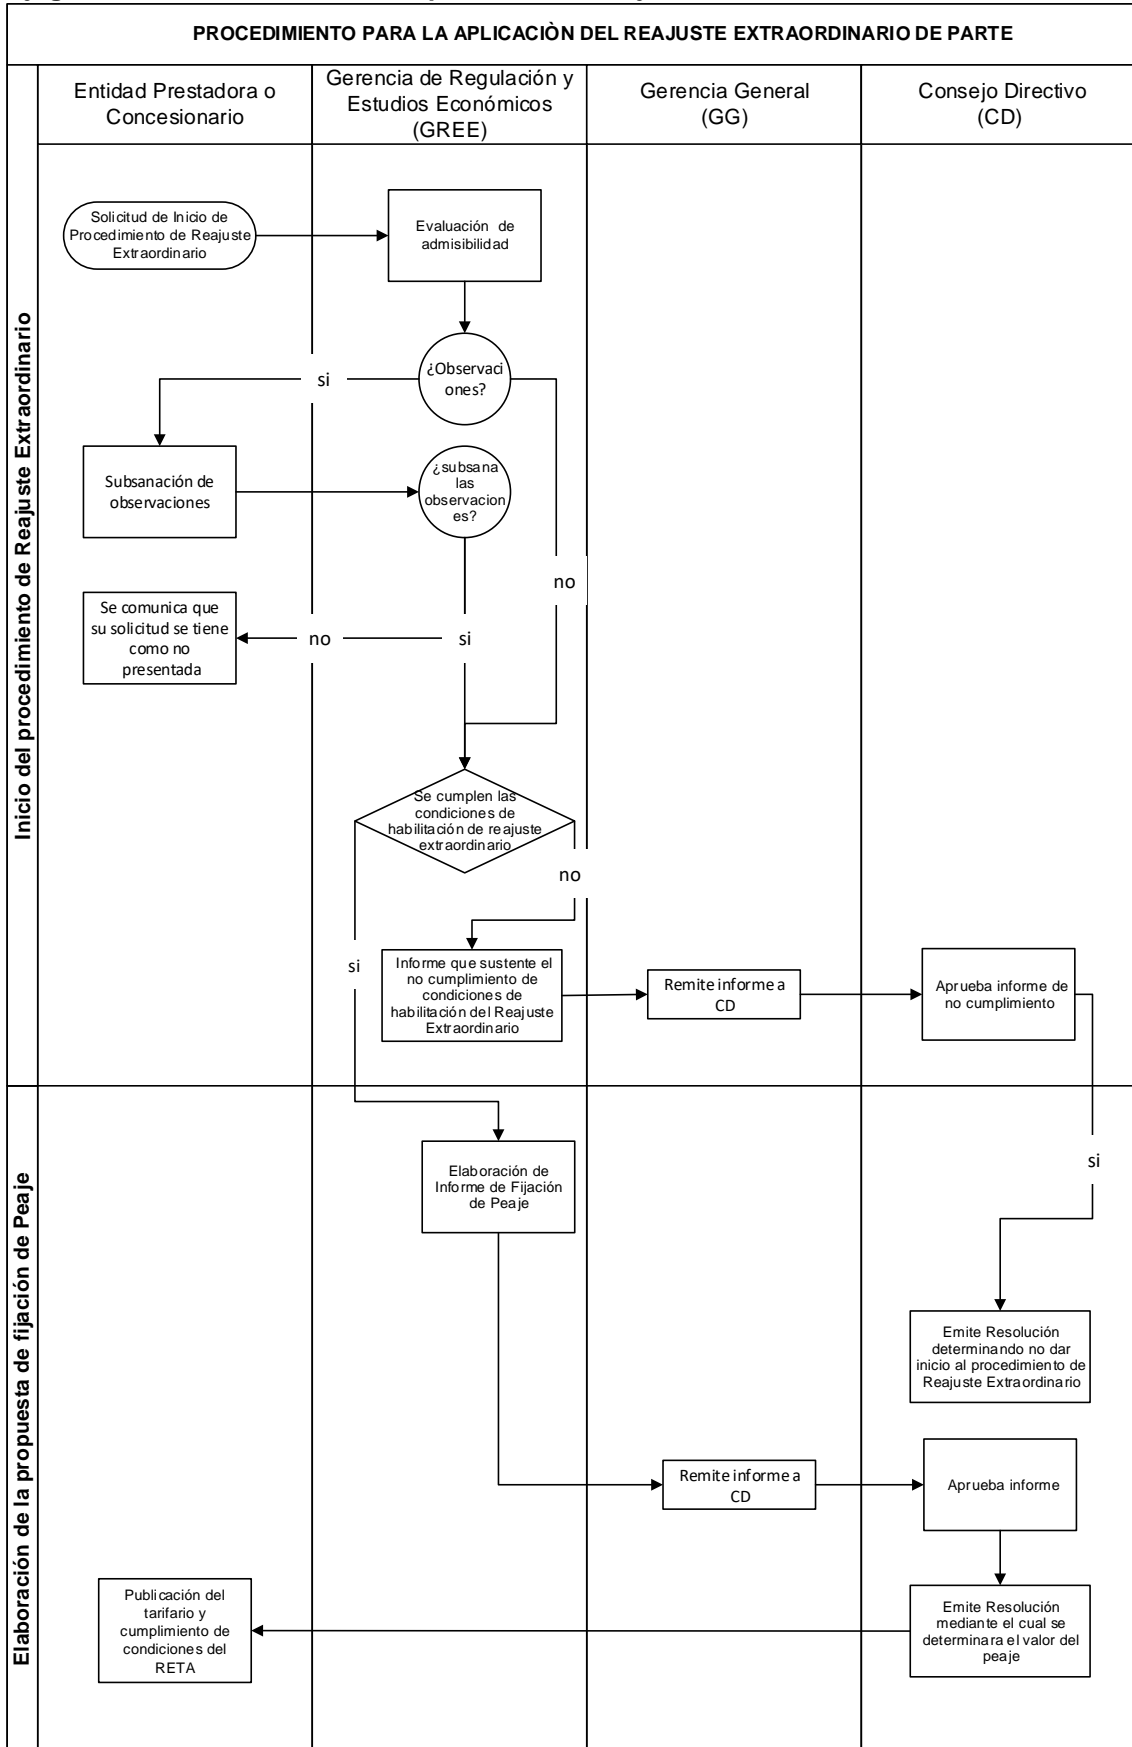 PROCEDIMIENTO PARA LA APLICACIÒN DEL REAJUSTE EXTRAORDINARIO DE PARTE
Entidad Prestadora o
Concesionario
Gerencia de Regulación y
Estudios Económicos
(GREE)
Gerencia General
(GG)
Consejo Directivo
(CD)
Inicio del procedimiento de Reajuste Extraordinario
Solicitud de Inicio de
Procedimiento de Reajuste
Extraordinario
Evaluación de
admisibilidad
¿Observaci
ones?
si
no
Subsanación de
observaciones
¿subsana
las
observacion
es?
Se comunica que
su solicitud se tiene
como no
presentada
no
si
Se cumplen las
condiciones de
habilitación de reajuste
extraordinario
no
si
Informe que sustente el
no cumplimiento de
condiciones de
habilitación del Reajuste
Extraordinario
Remite informe a
CD
Aprueba informe de
no cumplimiento
si
Elaboración de la propuesta de fijación de Peaje
Elaboración de
Informe de Fijación
de Peaje
Emite Resolución
determinando no dar
inicio al procedimiento de
Reajuste Extraordinario
Remite informe a
CD
Aprueba informe
Emite Resolución
mediante el cual se
determinara el valor del
peaje
Publicación del
tarifario y
cumplimiento de
condiciones del
RETA